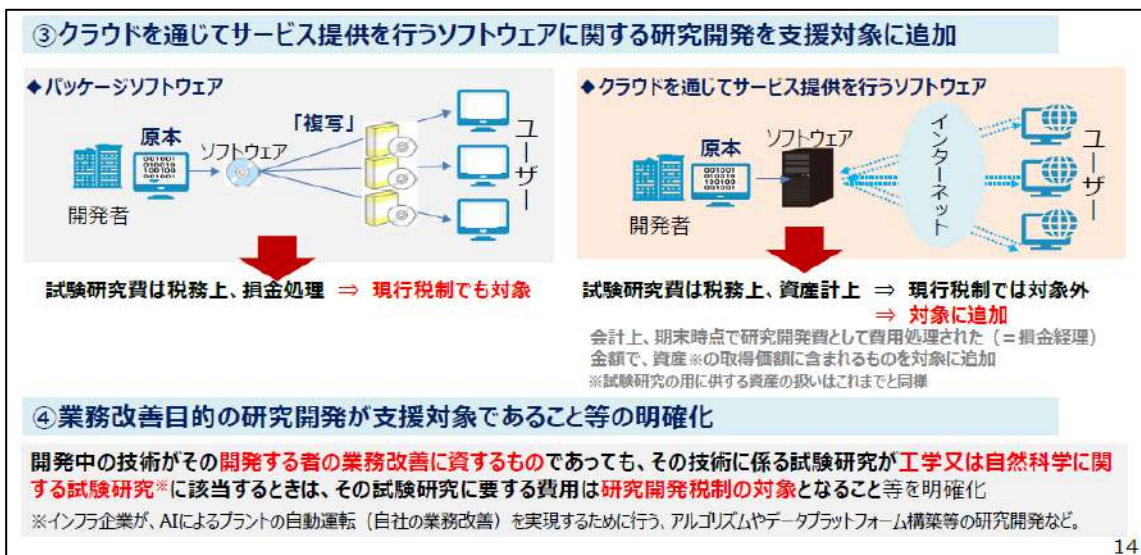 ③クラウドを通じてサービス提供を行うソフトウェアに関する研究開発を支援対象に追加
◆パッケージソフトウェア
原本
ソフトウェア
「複写」
ユーザー
開発者
試験研究費は税務上、損金処理 ⇒ 現行税制でも対象
◆クラウドを通じてサービス提供を行うソフトウェア
原本
ソフトウェア
インターネット
ユーザー
開発者
試験研究費は税務上、資産計上 ⇒ 現行税制では対象外
⇒ 対象に追加
会計上、期末時点で研究開発費として費用処理された（＝損金経理）
金額で、資産※の取得価額に含まれるものを対象に追加
※試験研究の用に供する資産の扱いはこれまでと同様
④業務改善目的の研究開発が支援対象であること等の明確化
開発中の技術がその開発する者の業務改善に資するものであっても、その技術に係る試験研究が工学又は自然科学に関
する試験研究※に該当するときは、その試験研究に要する費用は研究開発税制の対象となること等を明確化
※インフラ企業が、AIによるプラントの自動運転（自社の業務改善）を実現するために行う、アルゴリズムやデータプラットフォーム構築等の研究開発など。
14